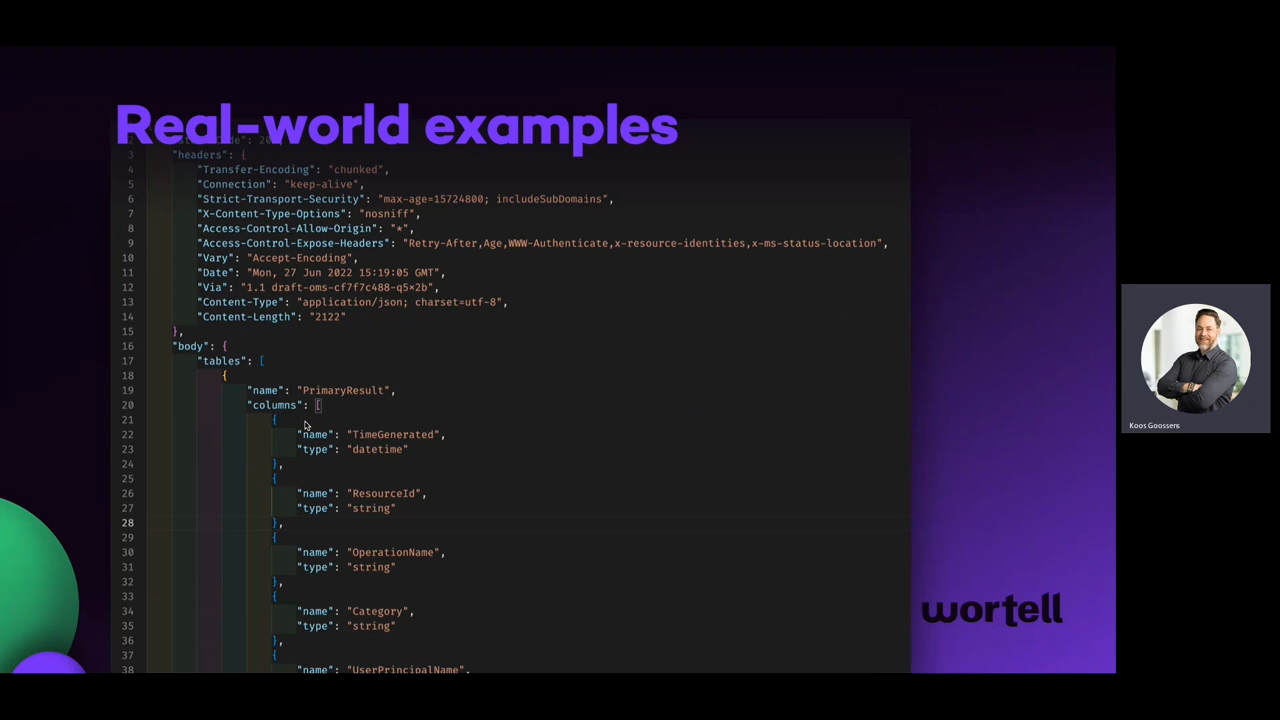 Real-world examples
3 "headers": {
4 "Transfer-Encoding": "chunked",
5 "Connection": "keep-alive",
6 "Strict-Transport-Security": "max-age=15724800; includeSubDomains",
7 "X-Content-Type-Options": "nosniff",
8 "Access-Control-Allow-Origin": "*",
9 "Access-Control-Expose-Headers": "Retry-After,Age,WWW-Authenticate,x-resource-identities,x-ms-status-location",
10 "Vary": "Accept-Encoding",
11 "Date": "Mon, 27 Jun 2022 15:19:05 GMT",
12 "Via": "1.1 draft-oms-cf7f7c488-q5×2b",
13 "Content-Type": "application/json; charset=utf-8",
14 "Content-Length": "2122"
15 },
16 "body": {
17 "tables": [
18 {
19 "name": "PrimaryResult",
20 "columns": [
21 {
22 "name": "TimeGenerated",
23 "type": "datetime"
24 },
25 {
26 "name": "ResourceId",
27 "type": "string"
28 },
29 {
30 "name": "OperationName",
31 "type": "string"
32 },
33 {
34 "name": "Category",
35 "type": "string"
36 },
37 {
38 "name": "UserPrincipalName",
wortell
Koos Goossens